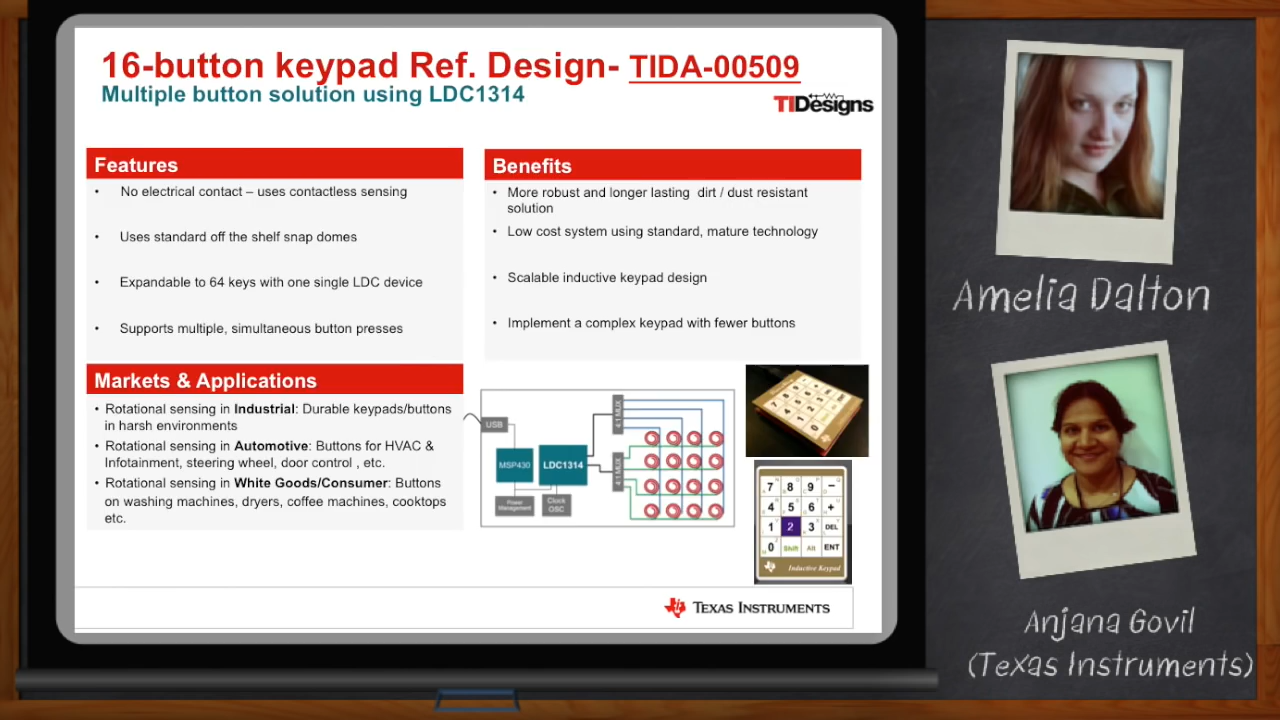 16-button keypad Ref. Design- TIDA-00509
Multiple button solution using LDC1314
TIDesigns
Features
• No electrical contact – uses contactless sensing
• Uses standard off the shelf snap domes
• Expandable to 64 keys with one single LDC device
• Supports multiple, simultaneous button presses
Benefits
• More robust and longer lasting dirt / dust resistant
solution
• Low cost system using standard, mature technology
• Scalable inductive keypad design
• Implement a complex keypad with fewer buttons
Markets & Applications
• Rotational sensing in Industrial: Durable keypads/buttons
in harsh environments
• Rotational sensing in Automotive: Buttons for HVAC &
Infotainment, steering wheel, door control , etc.
• Rotational sensing in White Goods/Consumer: Buttons
on washing machines, dryers, coffee machines, cooktops
etc.
USB
MSP430
LDC1314
Power
Management
Clock
OSC
4:1 MUX
4:1 MUX
7 8 9 –
4 5 6 +
1 2 3 DEL
0 Shift Alt ENT
Inductive Keypad
TEXAS INSTRUMENTS
Amelia Dalton
Anjana Govil
(Texas Instruments)